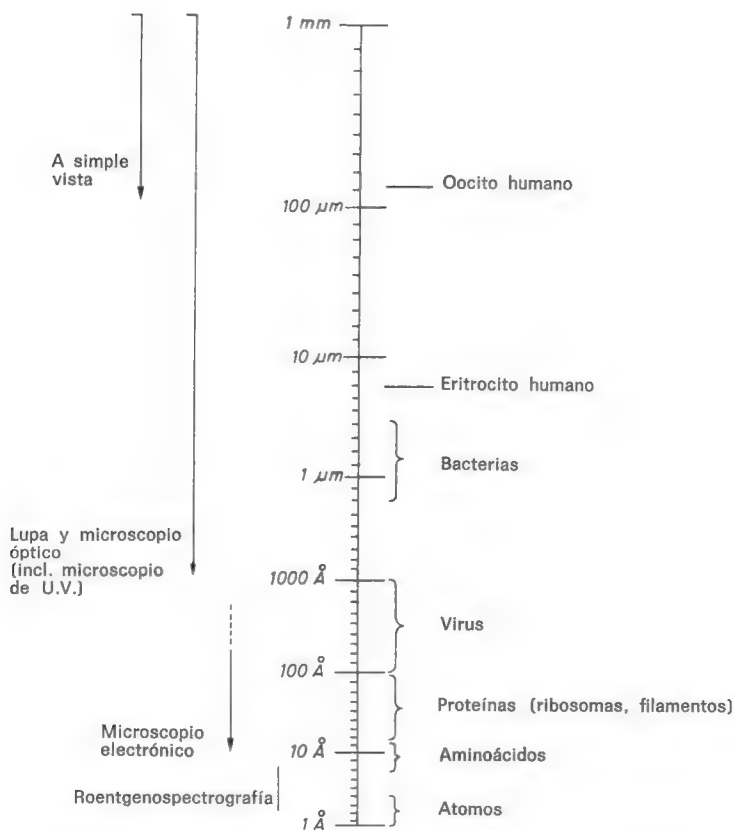 1 mm
A simple
vista
Oocito humano
100 µm
10 µm
Eritrocito humano
Bacterias
1 µm
Lupa y microscopio
óptico
(incl. microscopio
de U.V.)
1000 Å
Virus
100 Å
Proteínas (ribosomas, filamentos)
Microscopio
electrónico
10 Å
Aminoácidos
Roentgenospectrografía
Atomos
1 Å